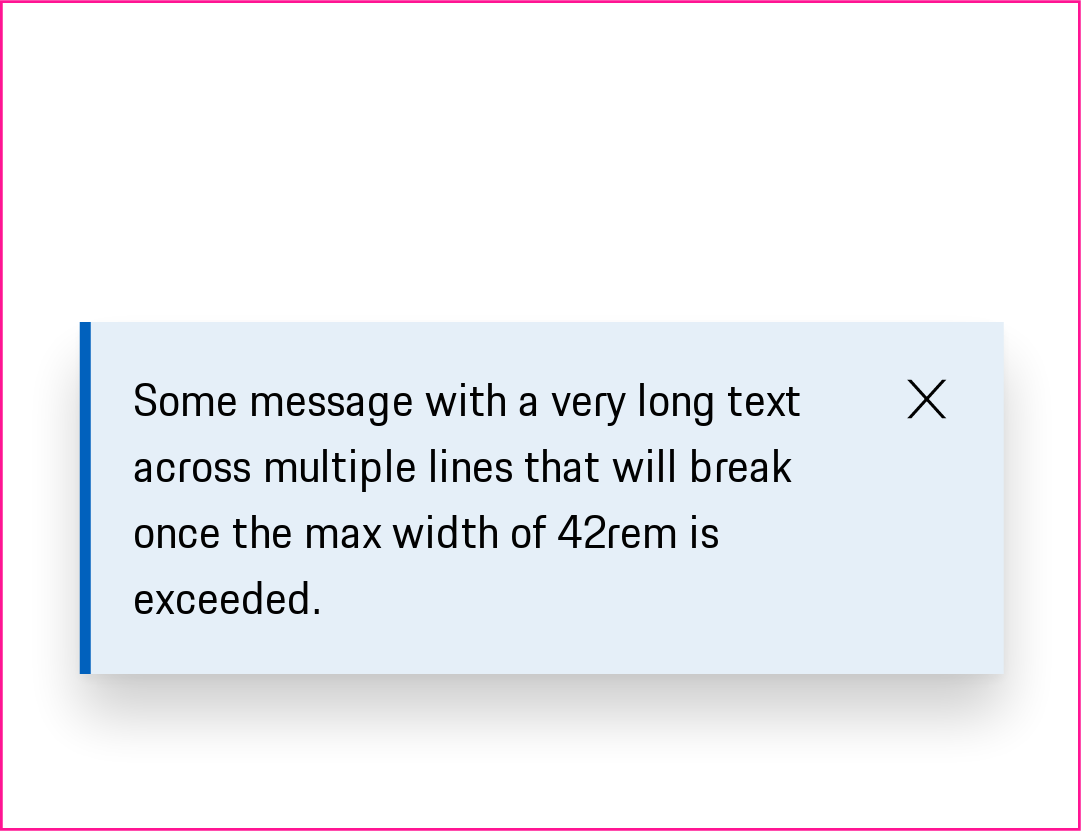 Some message with a very long text
across multiple lines that will break
once the max width of 42rem is
exceeded.